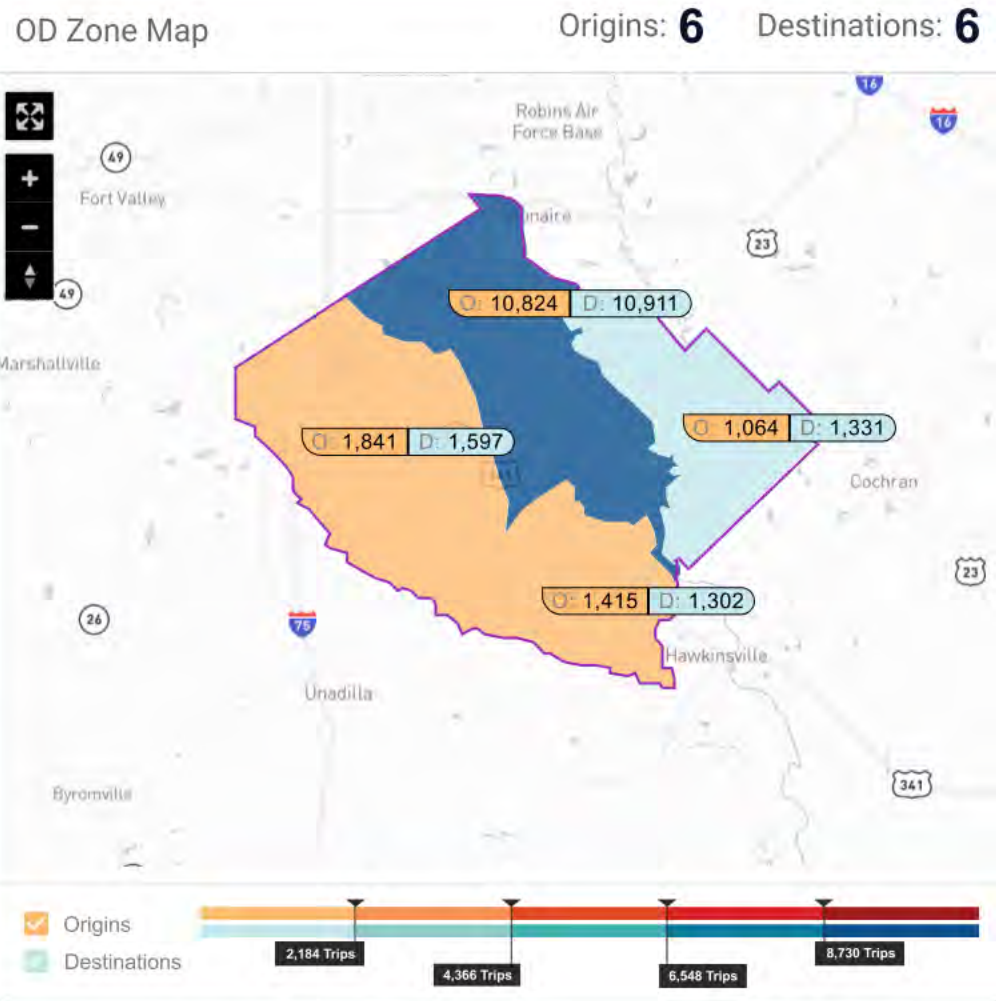 OD Zone Map
Origins: 6 Destinations: 6
16
16
Robins Air
Force Base
49
Fort Valley
naire
23
49
O: 10,824 D: 10,911
Marshallville
O: 1,841 D: 1,597
O: 1,064 D: 1,331
Cochran
23
O: 1,415 D: 1,302
26
75
Hawkinsville
Unadilla
341
Byromville
Origins
Destinations
2,184 Trips
4,366 Trips
6,548 Trips
8,730 Trips